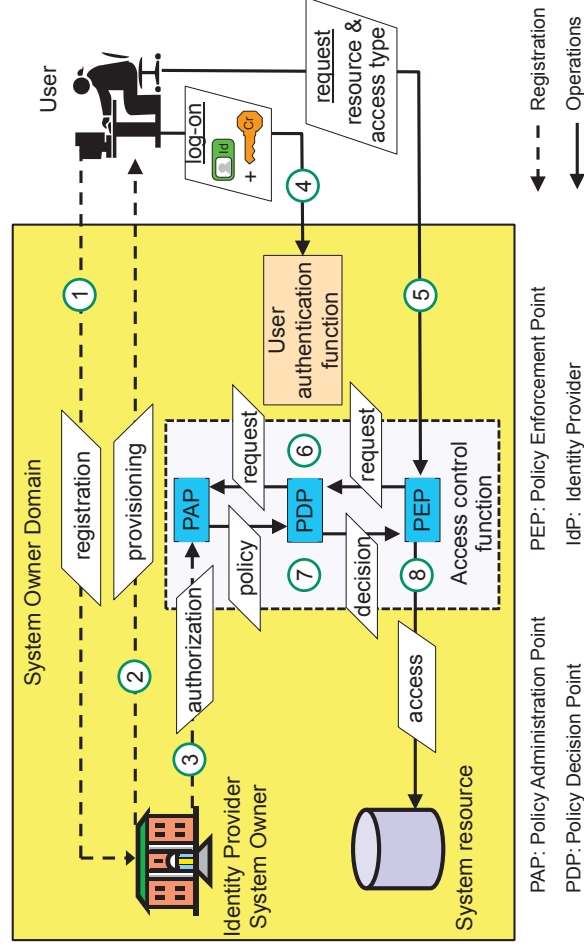 System Owner Domain
User
registration
1
provisioning
2
log-on
Id
+
Cr
4
request
resource &
access type
Identity Provider
System Owner
3
authorization
PAP
policy
request
7
PDP
6
decision
request
PEP
8
Access control
function
User
authentication
function
5
access
System resource
PAP: Policy Administration Point
PEP: Policy Enforcement Point
Registration
PDP: Policy Decision Point
IdP: Identity Provider
Operations